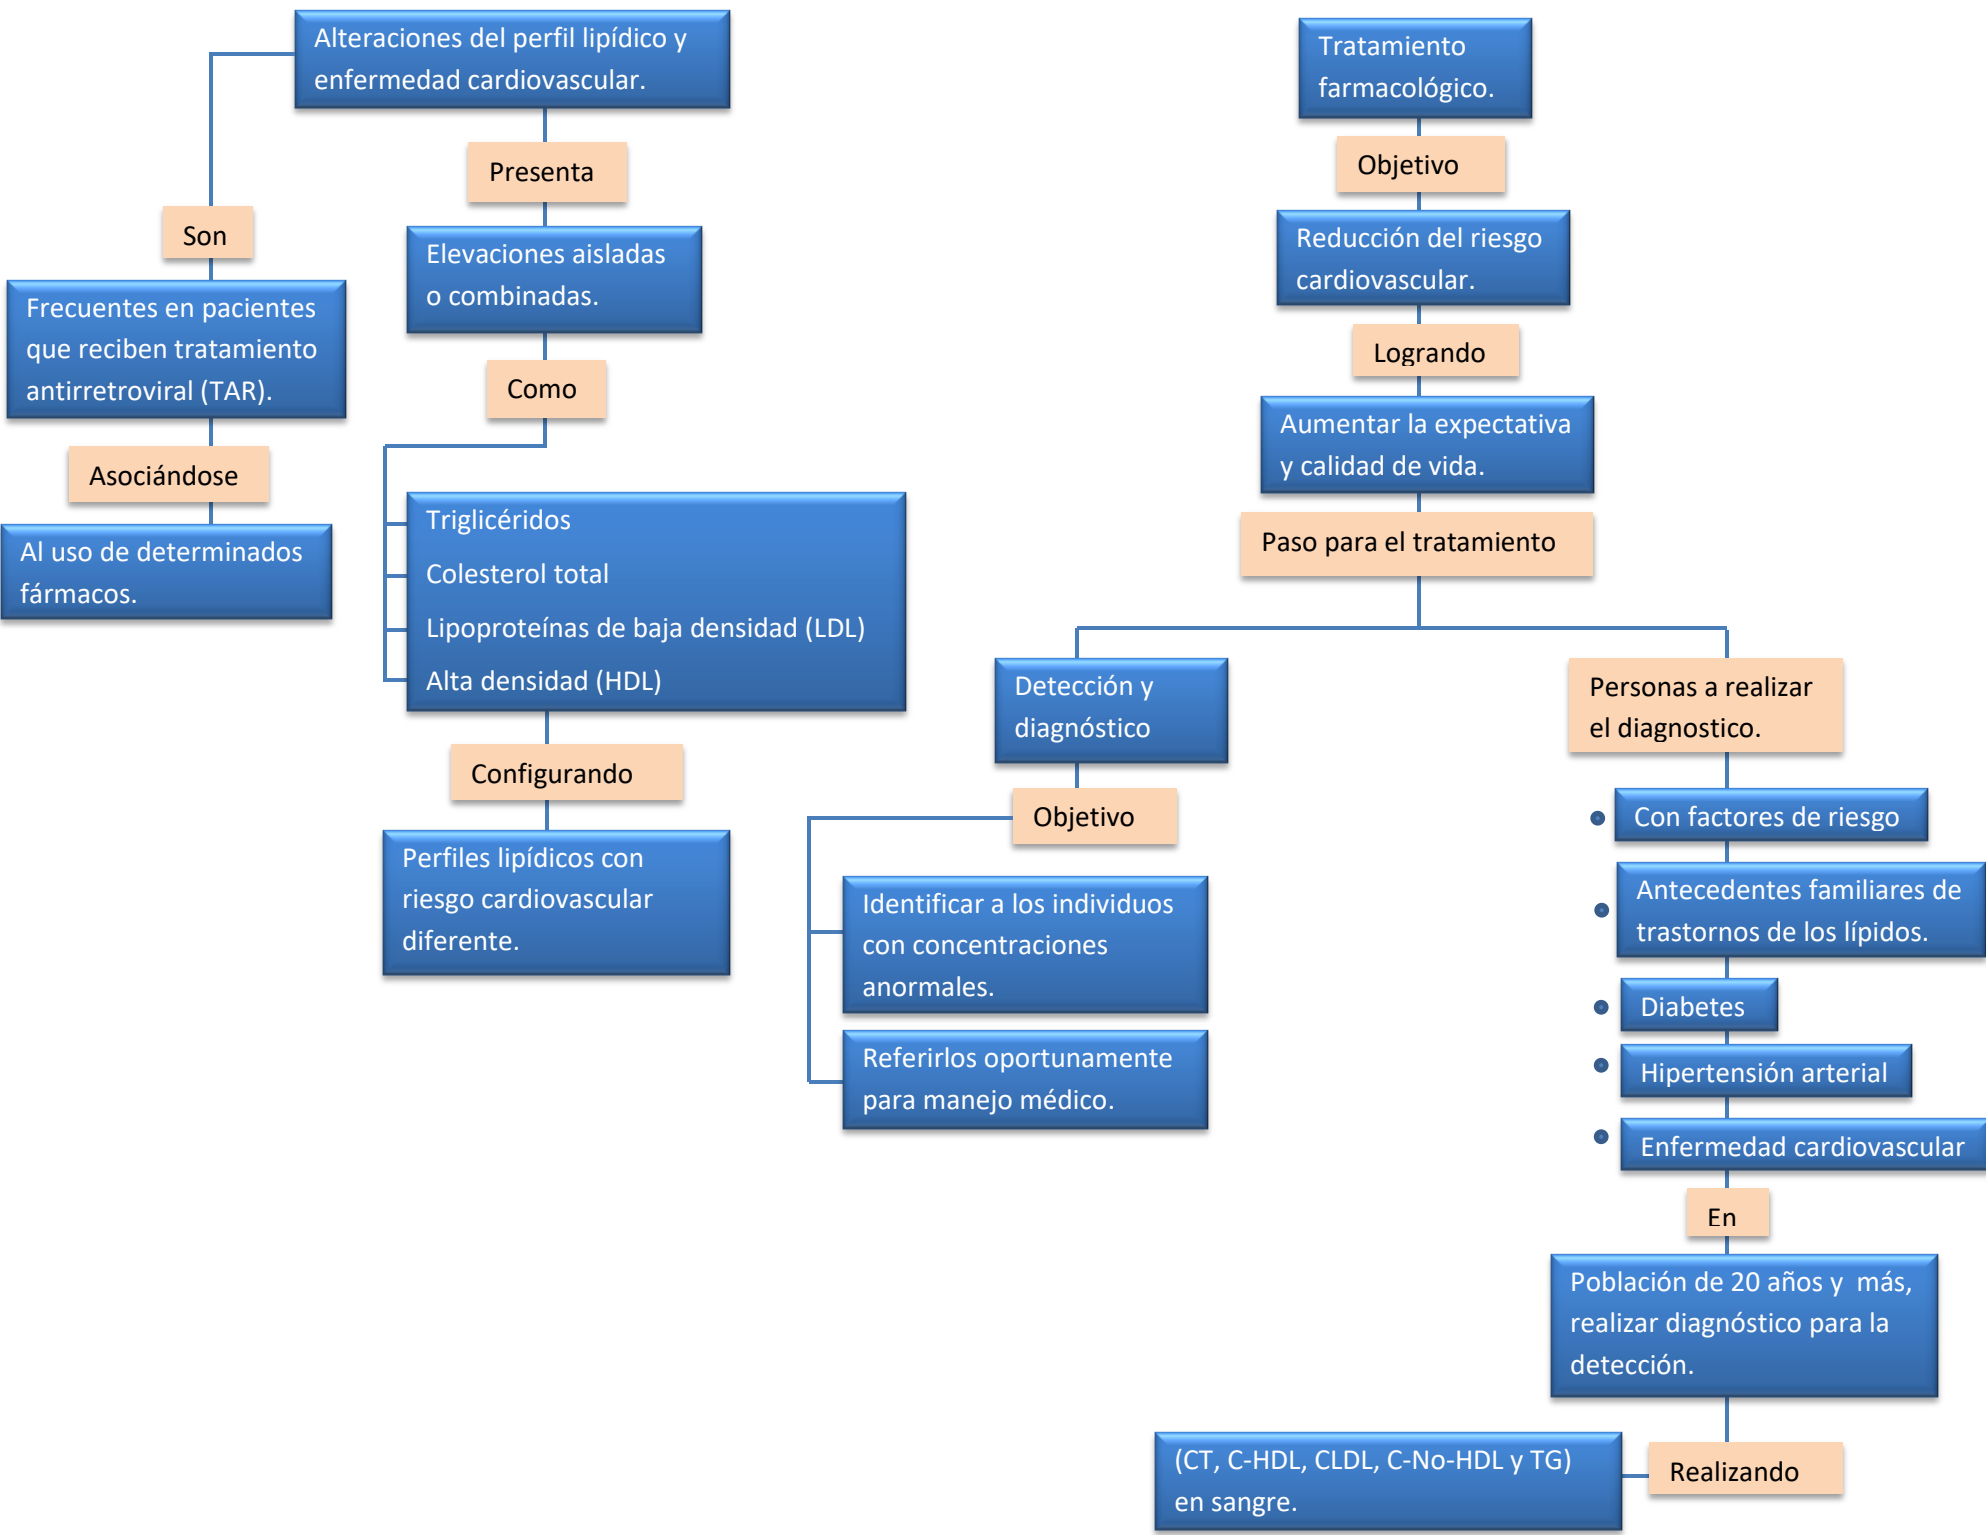 Alteraciones del perfil lipídico y
enfermedad cardiovascular.
Presenta
Son
Elevaciones aisladas
o combinadas.
Frecuentes en pacientes
que reciben tratamiento
antirretroviral (TAR).
Como
Asociándose
Al uso de determinados
fármacos.
Triglicéridos
Colesterol total
Lipoproteínas de baja densidad (LDL)
Alta densidad (HDL)
Configurando
Perfiles lipídicos con
riesgo cardiovascular
diferente.
Tratamiento
farmacológico.
Objetivo
Reducción del riesgo
cardiovascular.
Logrando
Aumentar la expectativa
y calidad de vida.
Paso para el tratamiento
Detección y
diagnóstico
Objetivo
Identificar a los individuos
con concentraciones
anormales.
Referirlos oportunamente
para manejo médico.
Personas a realizar
el diagnostico.
Con factores de riesgo
Antecedentes familiares de
trastornos de los lípidos.
Diabetes
Hipertensión arterial
Enfermedad cardiovascular
En
Población de 20 años y  más,
realizar diagnóstico para la
detección.
Realizando
(CT, C-HDL, CLDL, C-No-HDL y TG)
en sangre.